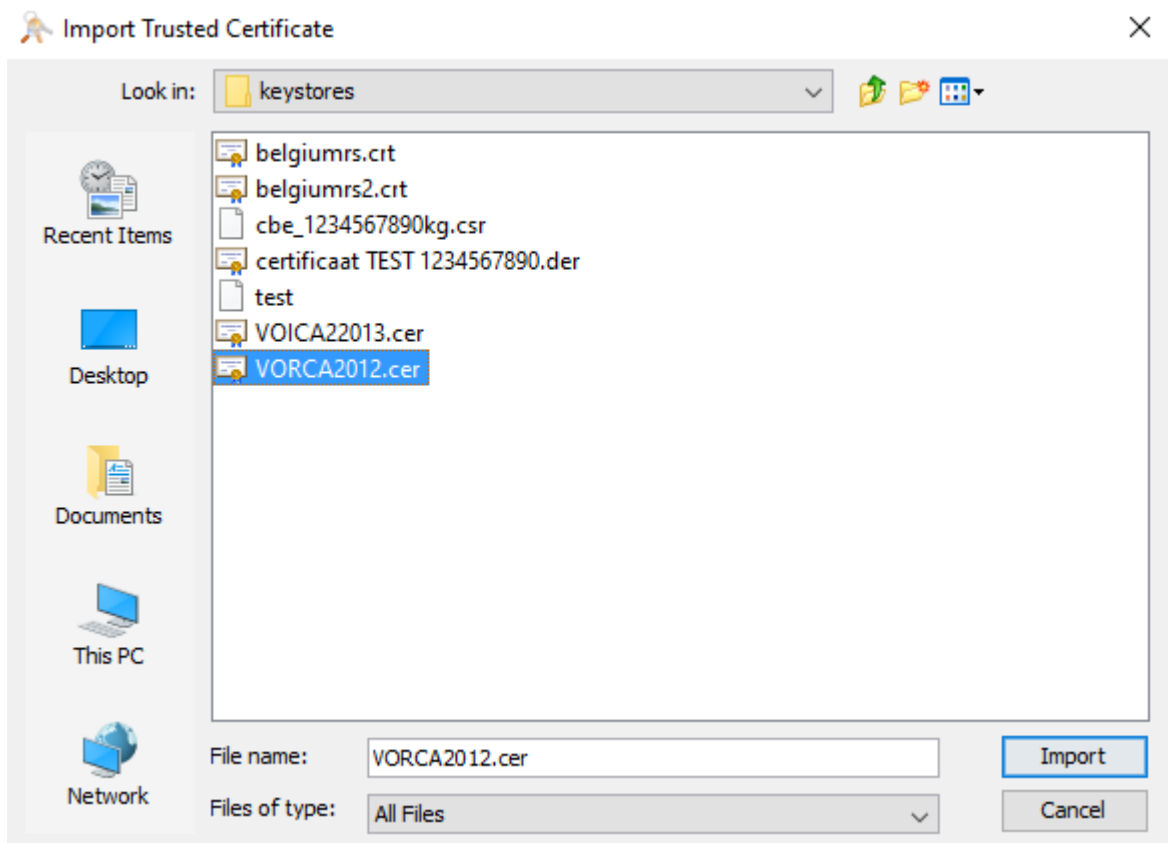 Import Trusted Certificate
Look in: keystores
belgiumrs.crt
belgiumrs2.crt
cbe_1234567890kg.csr
certificaat TEST 1234567890.der
test
VOICA22013.cer
VORCA2012.cer
Recent Items
Desktop
Documents
This PC
Network
File name: VORCA2012.cer Import
Files of type: All Files Cancel